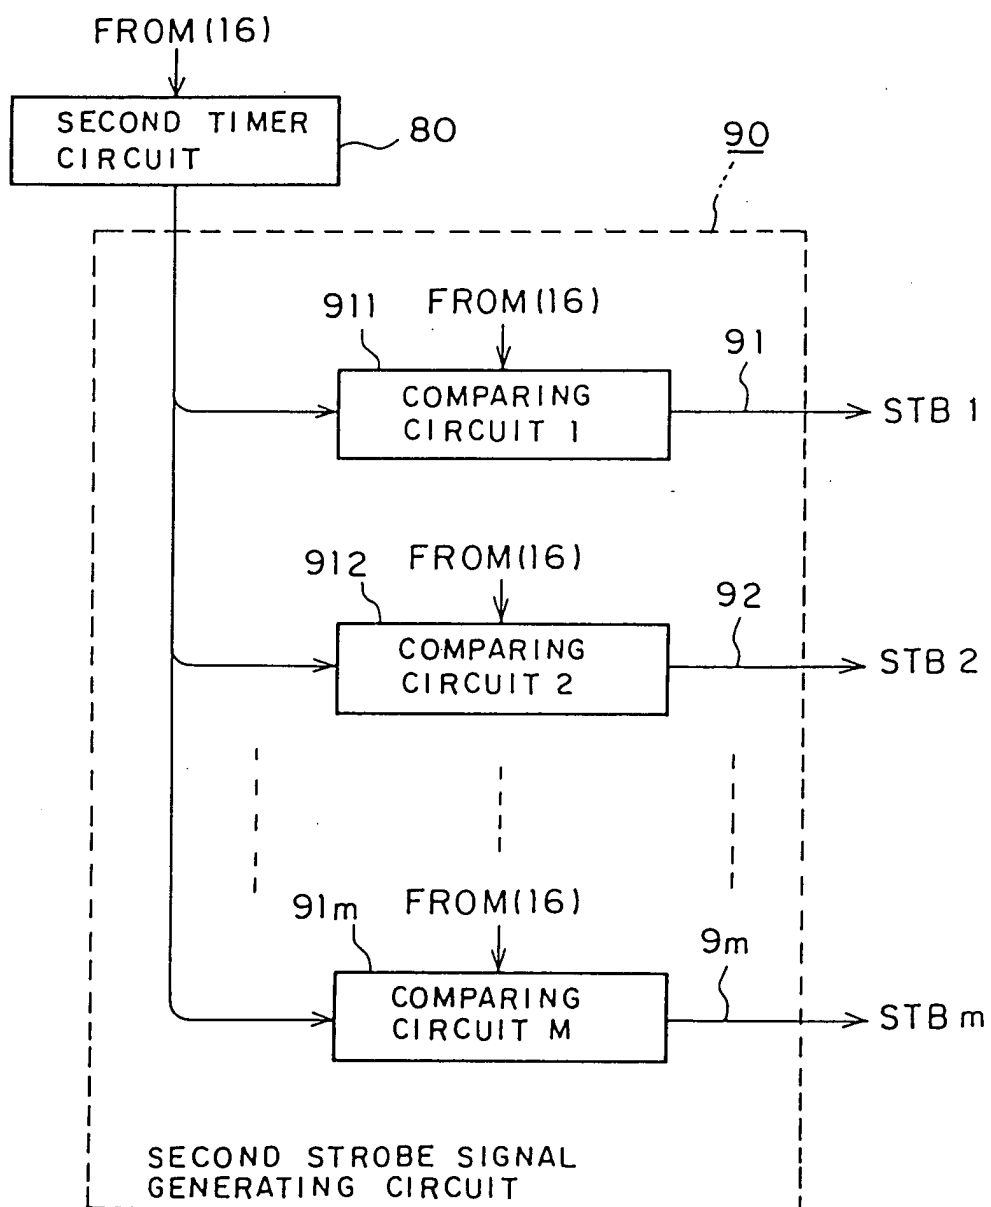 FROM(16)
SECOND TIMER
CIRCUIT
80
90
911
FROM(16)
91
COMPARING
CIRCUIT 1
STB 1
912
FROM(16)
92
COMPARING
CIRCUIT 2
STB 2
91m
FROM(16)
9m
COMPARING
CIRCUIT M
STB m
SECOND STROBE SIGNAL
GENERATING CIRCUIT